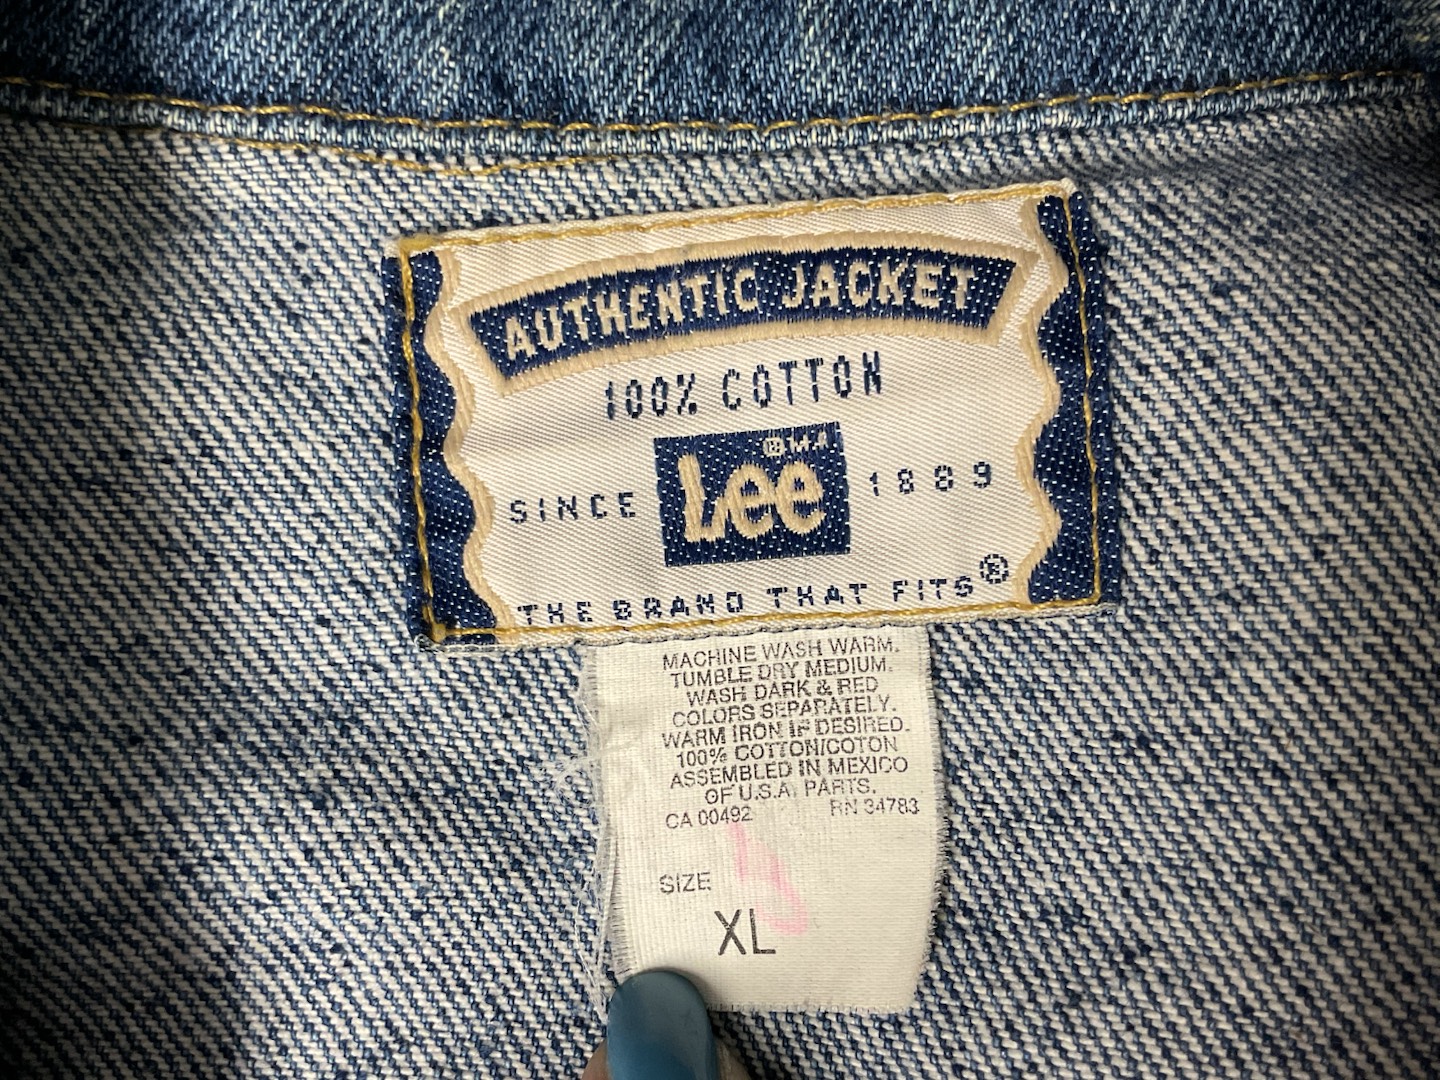 AUTHENTIC JACKET
100% COTTON
® M.R.
SINCE Lee 1889
THE BRAND THAT FITS®
MACHINE WASH WARM.
TUMBLE DRY MEDIUM.
WASH DARK & RED
COLORS SEPARATELY.
WARM IRON IF DESIRED.
100% COTTON/COTON
ASSEMBLED IN MEXICO
OF U.S.A. PARTS.
CA 00492 RN 34783
SIZE
XL